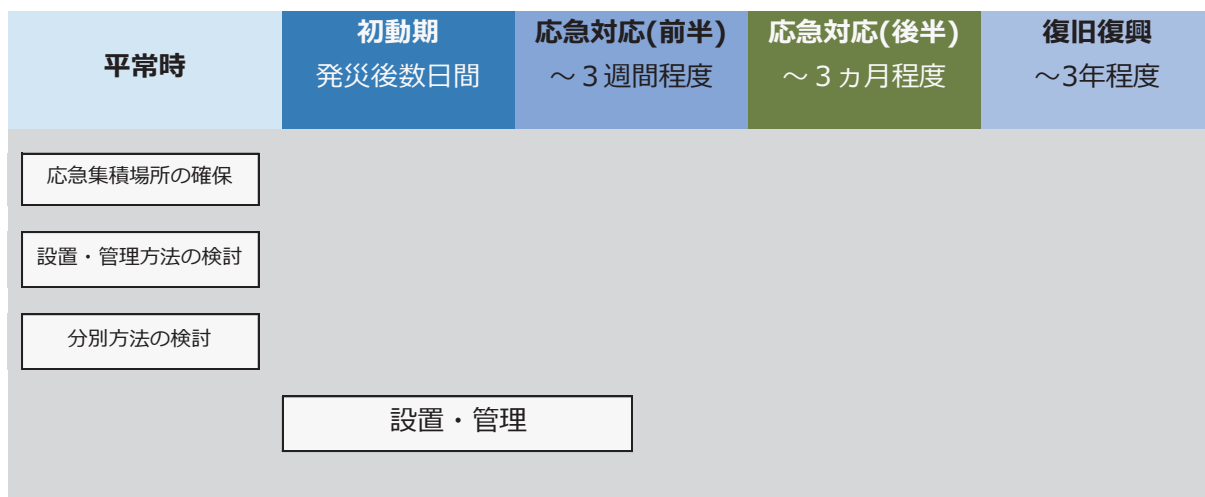 平常時
初動期
発災後数日間
応急対応(前半)
～３週間程度
応急対応(後半)
～３ヵ月程度
復旧復興
～3年程度
応急集積場所の確保
設置・管理方法の検討
分別方法の検討
設置・管理